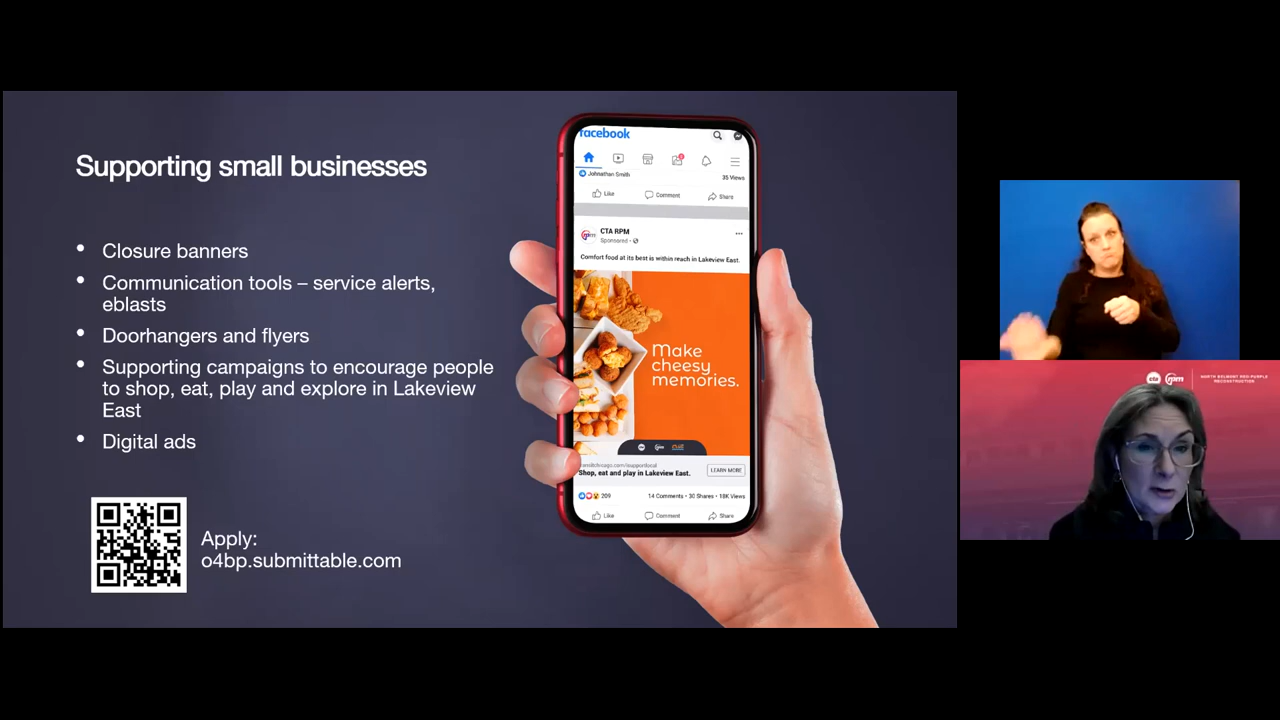 Supporting small businesses
• Closure banners
• Communication tools – service alerts,
eblasts
• Doorhangers and flyers
• Supporting campaigns to encourage people
to shop, eat, play and explore in Lakeview
East
• Digital ads
Apply:
o4bp.submittable.com
facebook
Johnathan Smith
35 Views
Like Comment Share
CTA RPM
Sponsored
Comfort food at its best is within reach in Lakeview East.
Make
cheesy
memories.
Shop, eat and play in Lakeview East.
LEARN MORE
209 14 Comments • 30 Shares • 18K Views
Like Comment Share
cta rpm NORTH BELMONT RED-PURPLE
RECONSTRUCTION